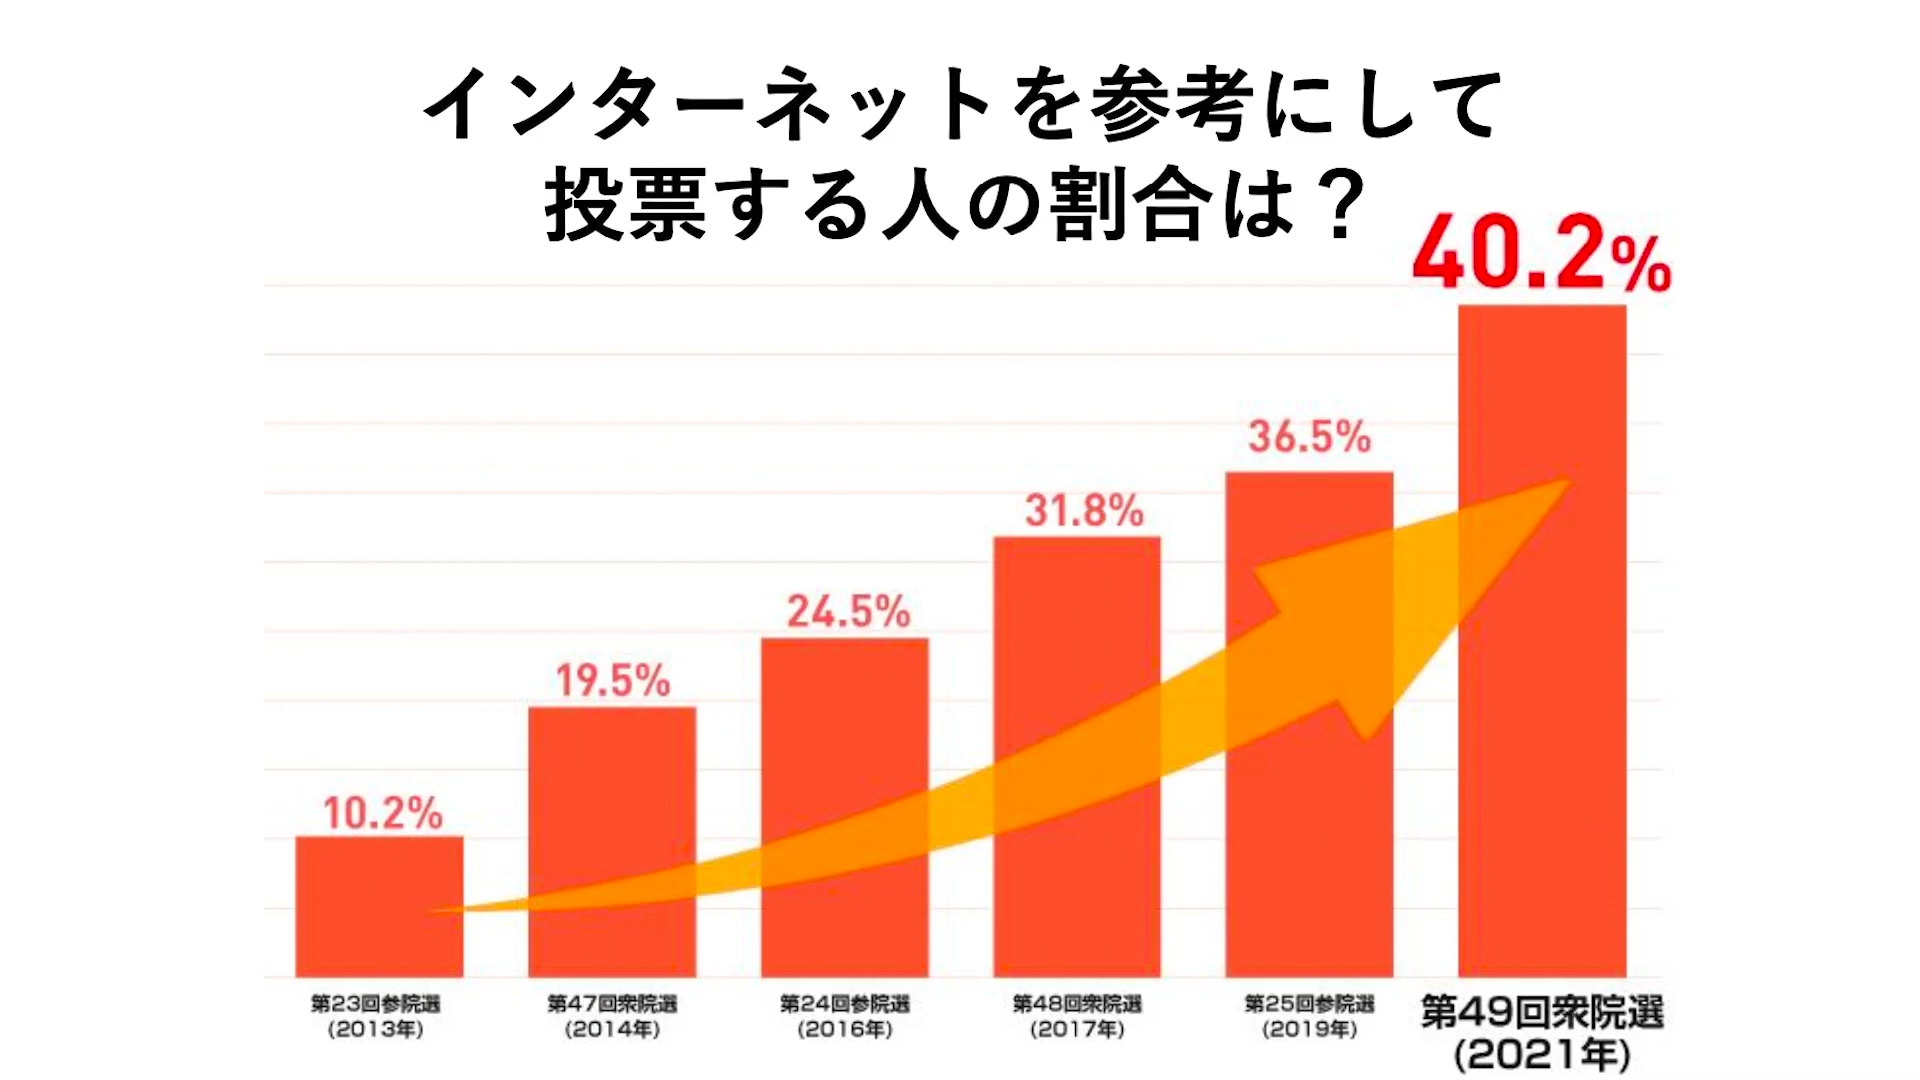 インターネットを参考にして
投票する人の割合は？
40.2%
36.5%
31.8%
24.5%
19.5%
10.2%
第23回参院選
(2013年)
第47回衆院選
(2014年)
第24回参院選
(2016年)
第48回衆院選
(2017年)
第25回参院選
(2019年)
第49回衆院選
(2021年)